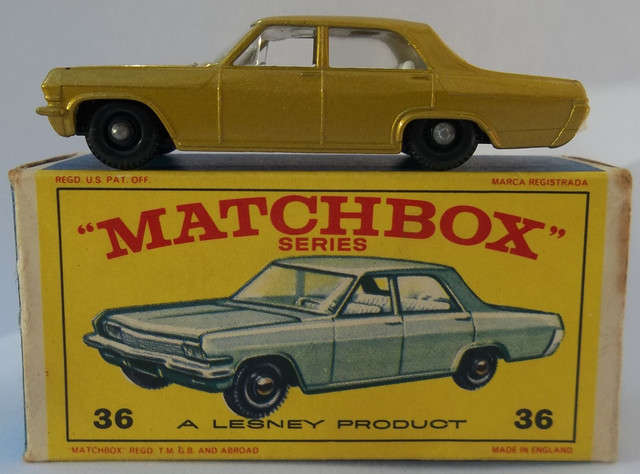 REGD. U.S. PAT. OFF. MARCA REGISTRADA
"MATCHBOX"
SERIES
36 A LESNEY PRODUCT 36
"MATCHBOX" REGD. T.M. G.B. AND ABROAD MADE IN ENGLAND